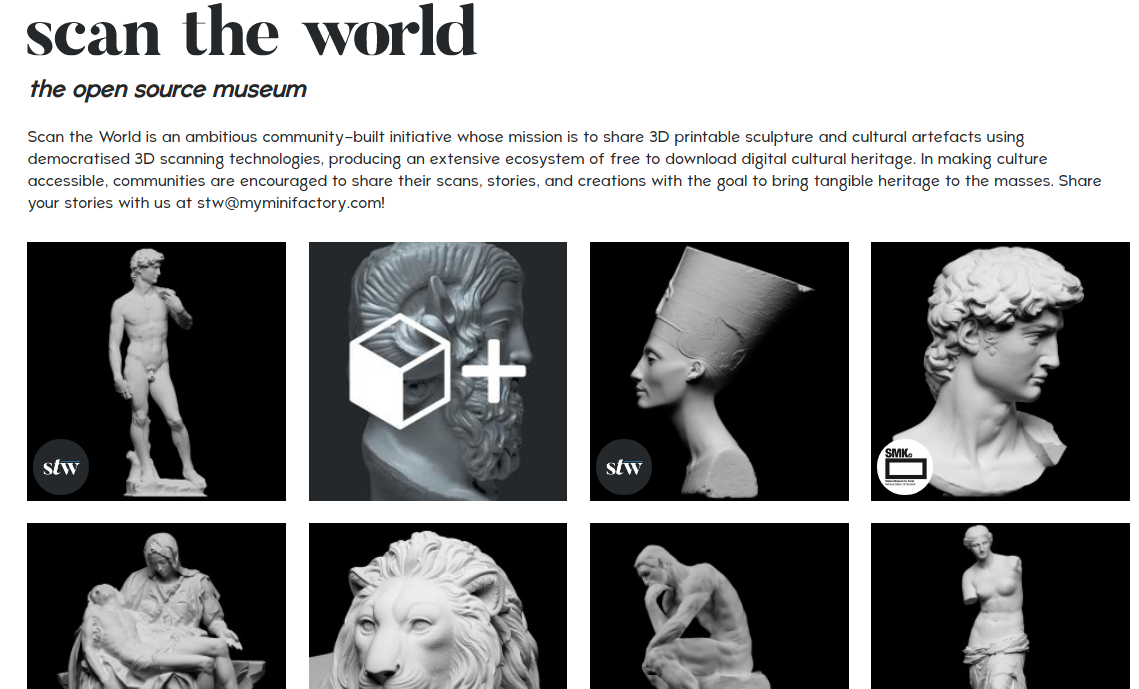 scan the world
the open source museum
Scan the World is an ambitious community–built initiative whose mission is to share 3D printable sculpture and cultural artefacts using
democratised 3D scanning technologies, producing an extensive ecosystem of free to download digital cultural heritage. In making culture
accessible, communities are encouraged to share their scans, stories, and creations with the goal to bring tangible heritage to the masses. Share
your stories with us at stw@myminifactory.com!
stw
stw
SMK